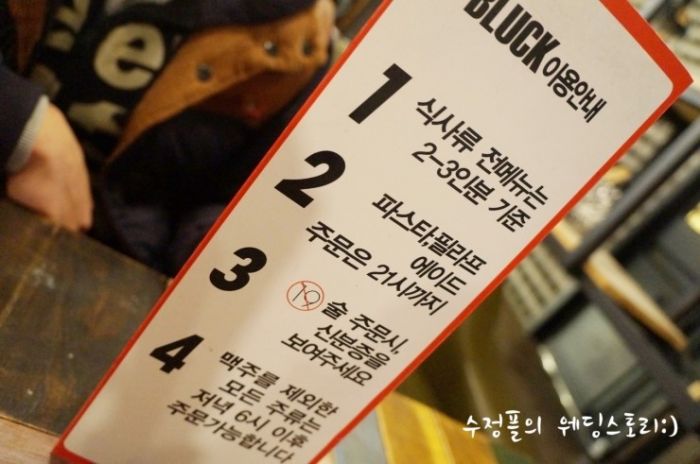 BLUCK이용안내
1 식사류 전메뉴는
2-3인분 기준
2 파스타,필라프
에이드
주문은 21시까지
3 19 술 주문시,
신분증을
보여주세요
4 맥주를 제외한
모든 주류는
저녁 6시 이후
주문가능합니다
수정플의 웨딩스토리:)